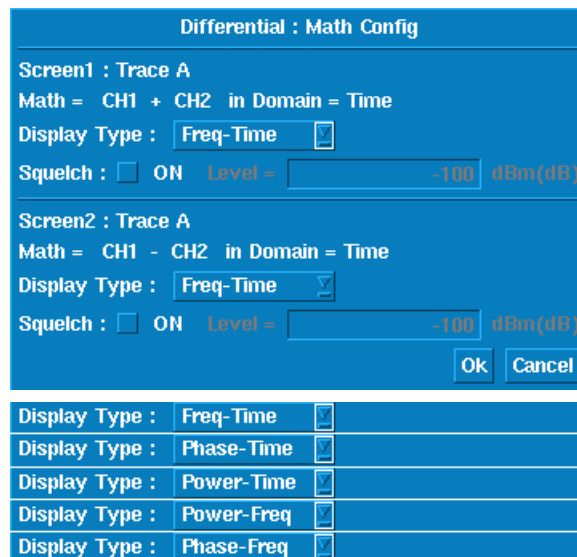 Differential : Math Config
Screen1 : Trace A
Math = CH1 + CH2 in Domain = Time
Display Type : Freq-Time
Squelch : ON Level = -100 dBm(dB)
Screen2 : Trace A
Math = CH1 - CH2 in Domain = Time
Display Type : Freq-Time
Squelch : ON Level = -100 dBm(dB)
Ok Cancel
Display Type : Freq-Time
Display Type : Phase-Time
Display Type : Power-Time
Display Type : Power-Freq
Display Type : Phase-Freq